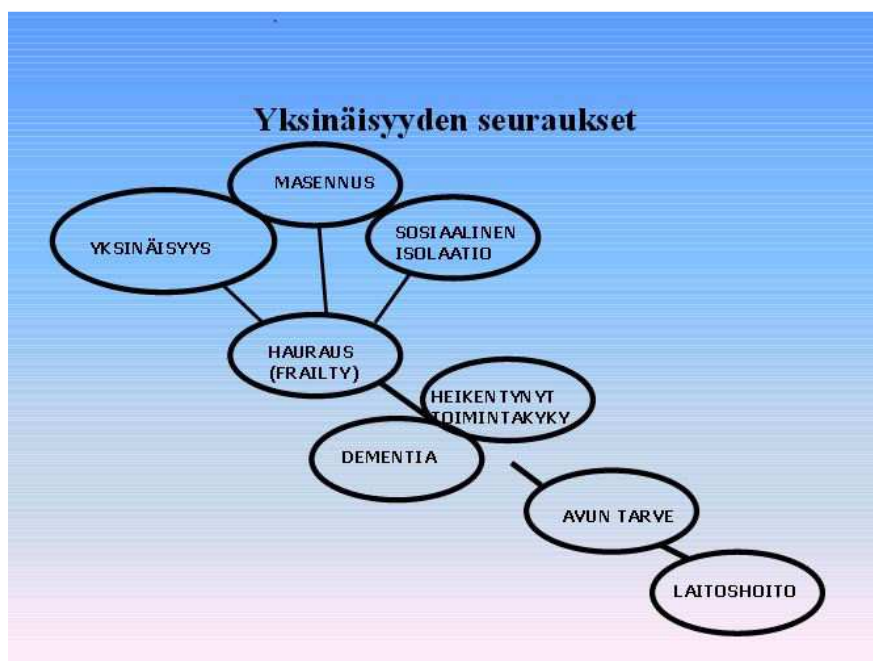 Yksinäisyyden seuraukset
MASENNUS
YKSINÄISYYS
SOSIAALINEN
ISOLAATIO
HAURAUS
(FRAILTY)
HEIKENTYNYT
TOIMINTAKYKY
DEMENTIA
AVUN TARVE
LAITOSHOITO